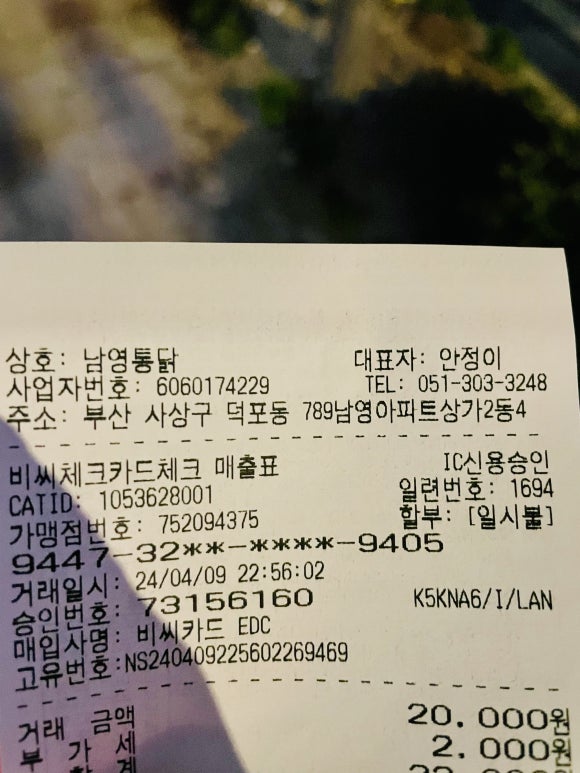 상호: 남영통닭 대표자: 안정이
사업자번호: 6060174229 TEL: 051-303-3248
주소: 부산 사상구 덕포동 789남영아파트상가2동4
비씨체크카드체크 매출표 IC신용승인
CATID: 1053628001 일련번호: 1694
가맹점번호: 752094375 할부: [일시불]
9447-32**-****-9405
거래일시: 24/04/09 22:56:02
승인번호: 73156160 K5KNA6/I/LAN
매입사명: 비씨카드 EDC
고유번호:NS240409225602269469
거래 금액 20,000원
부 가 세 2,000원